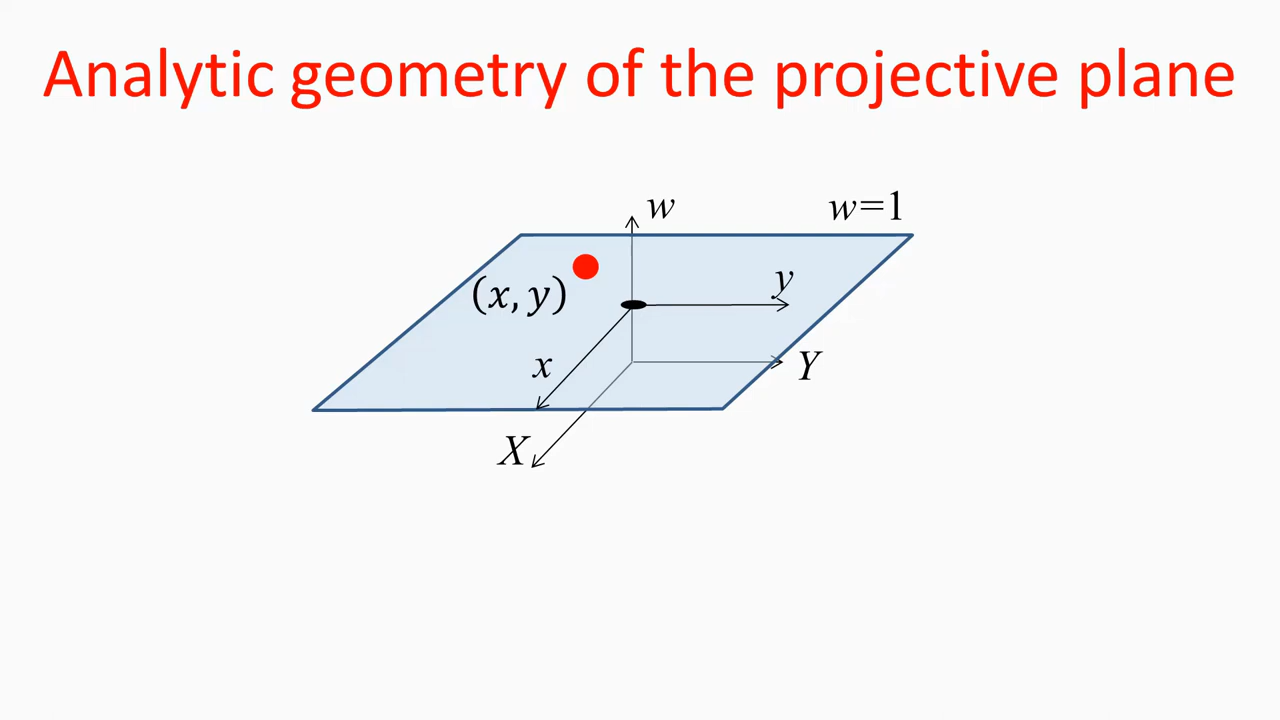 Analytic geometry of the projective plane
w
w=1
y
(x, y)
x
Y
X